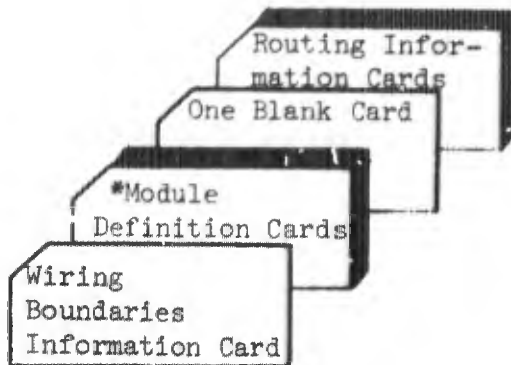 Routing Infor-
mation Cards
One Blank Card
*Module
Definition Cards
Wiring
Boundaries
Information Card